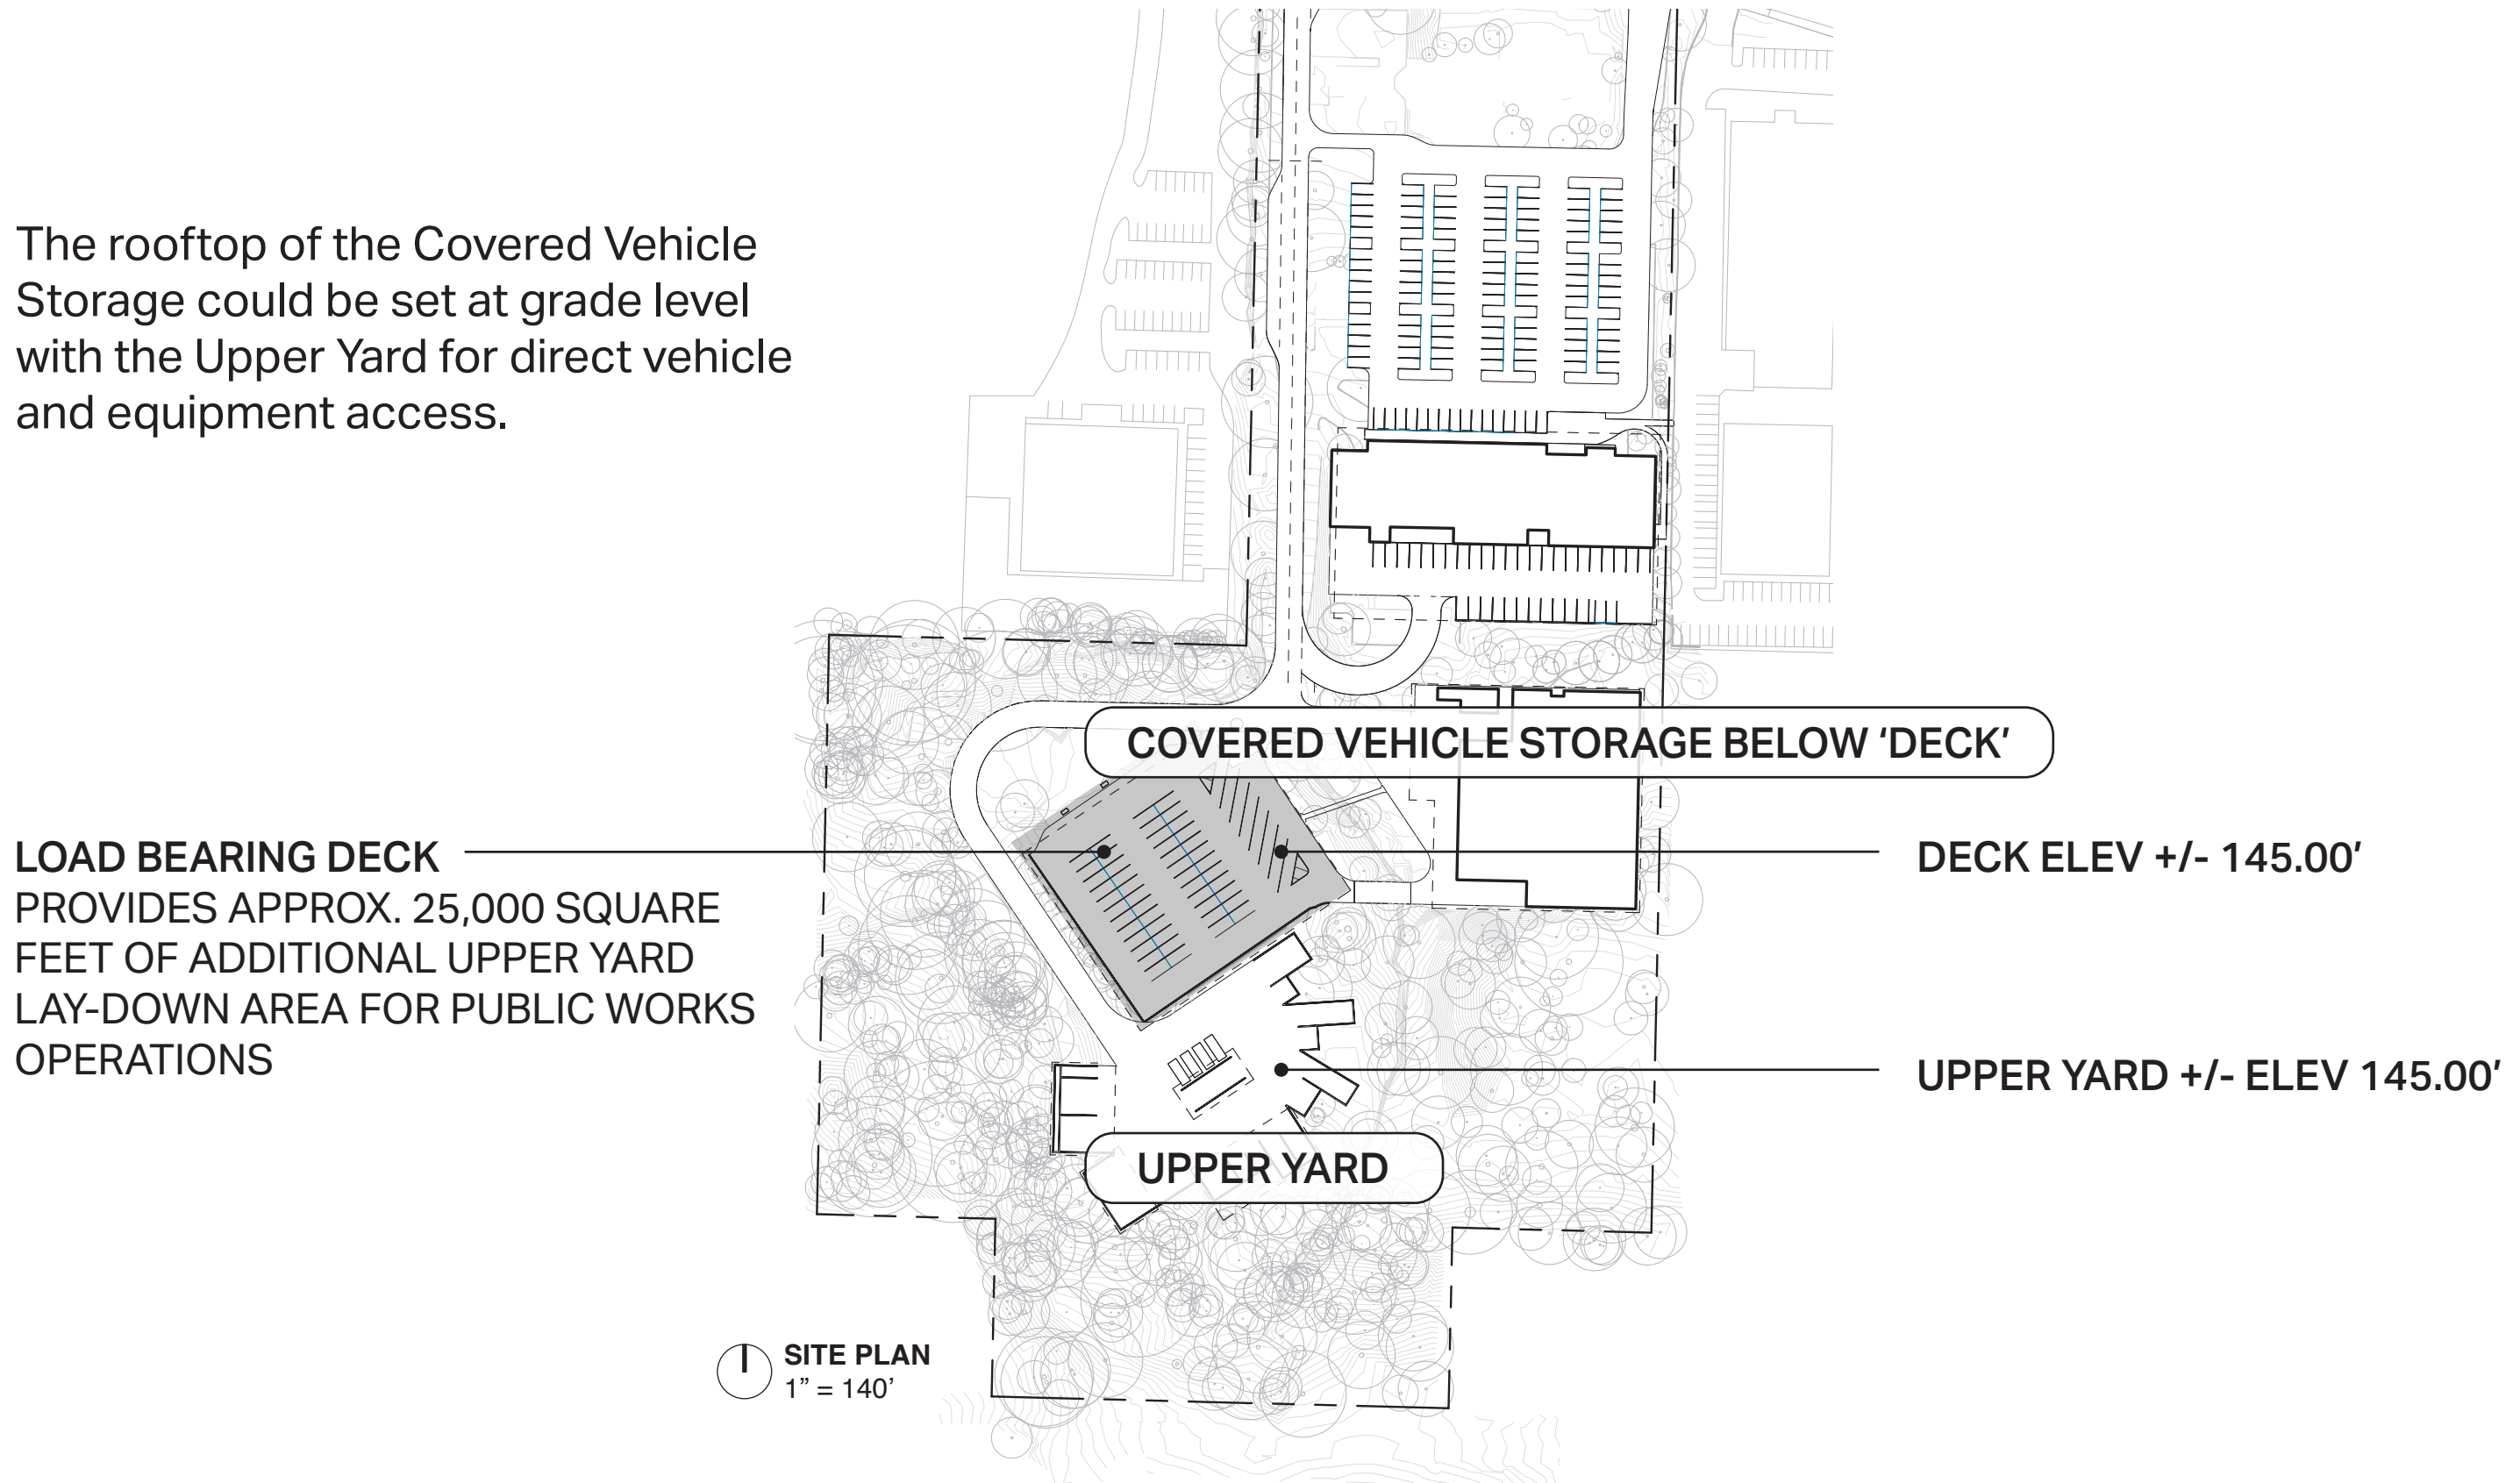 The rooftop of the Covered Vehicle
Storage could be set at grade level
with the Upper Yard for direct vehicle
and equipment access.
COVERED VEHICLE STORAGE BELOW ‘DECK’
LOAD BEARING DECK
PROVIDES APPROX. 25,000 SQUARE
FEET OF ADDITIONAL UPPER YARD
LAY-DOWN AREA FOR PUBLIC WORKS
OPERATIONS
DECK ELEV +/- 145.00’
UPPER YARD +/- ELEV 145.00’
UPPER YARD
SITE PLAN
1” = 140’